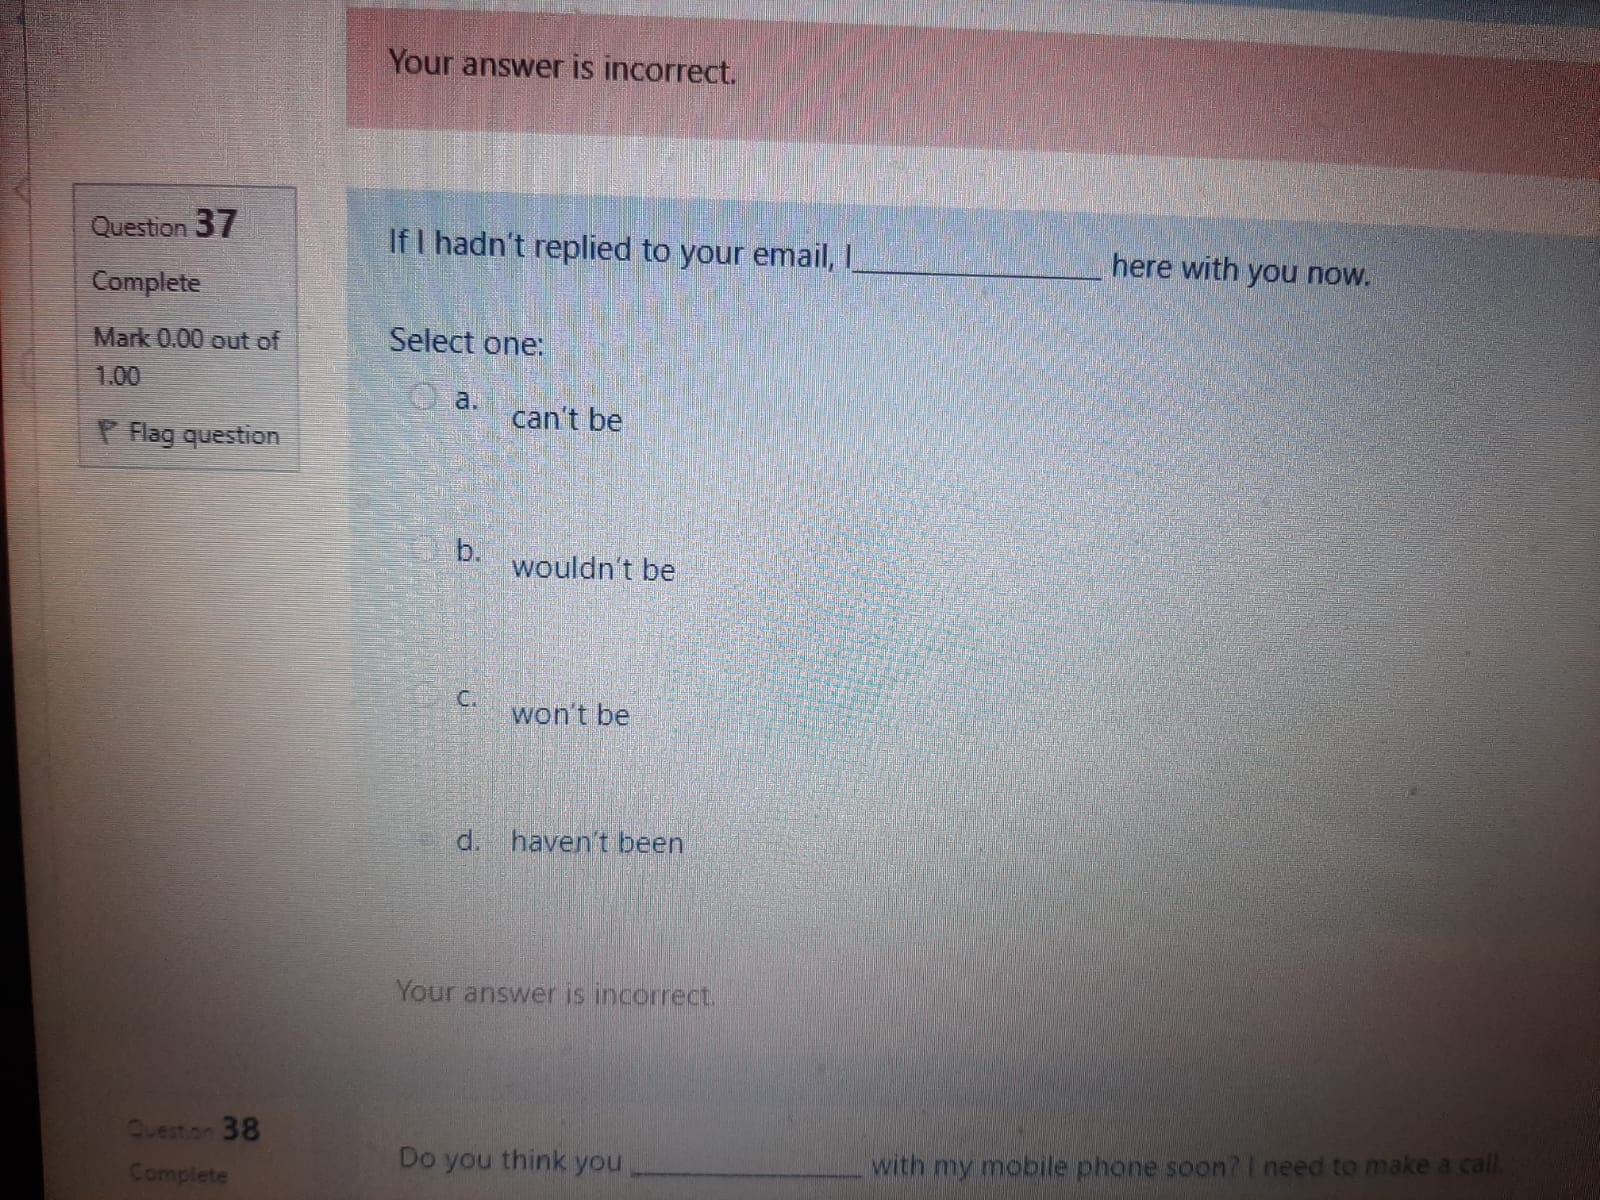 Your answer is incorrect.
Question 37
Complete
Mark 0.00 out of
1.00
Flag question
If I hadn't replied to your email, I______________ here with you now.
Select one:
a. can't be
b. wouldn't be
c. won't be
d. haven't been
Your answer is incorrect.
Question 38
Complete
Do you think you ______________ with my mobile phone soon? I need to make a call.